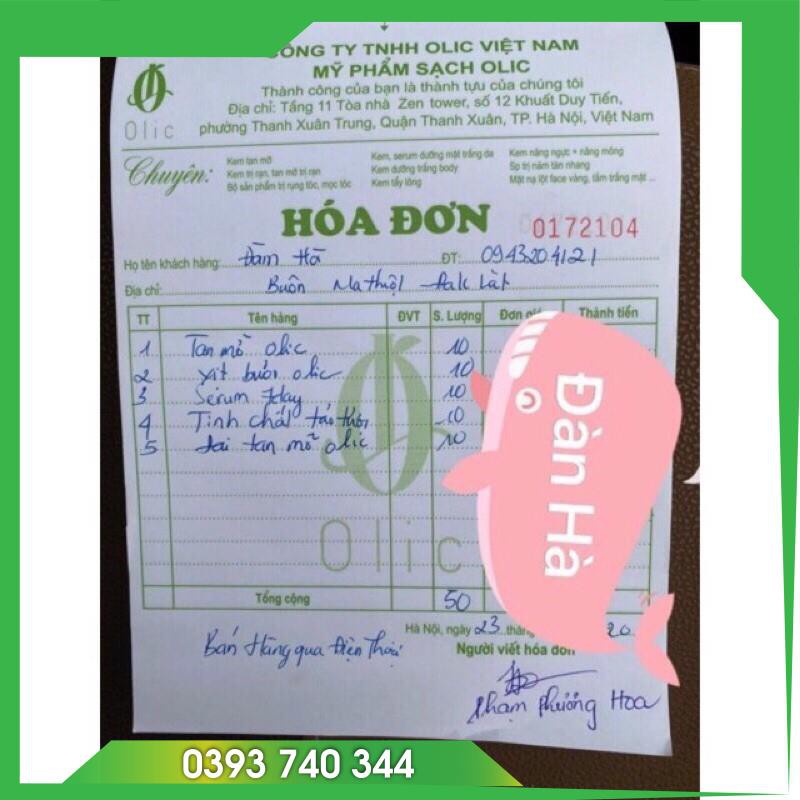 CÔNG TY TNHH OLIC VIỆT NAM
MỸ PHẨM SẠCH OLIC
Thành công của bạn là thành tựu của chúng tôi
Địa chỉ: Tầng 11 Tòa nhà Zen tower, số 12 Khuất Duy Tiến,
phường Thanh Xuân Trung, Quận Thanh Xuân, TP. Hà Nội, Việt Nam
Olic
Chuyên:
Kem tan mỡ
Kem trị rạn, tan mỡ trị rạn
Bộ sản phẩm trị rụng tóc, mọc tóc
Kem, serum dưỡng mặt trắng da
Kem dưỡng trắng body
Kem tẩy lông
Kem nâng ngực + nâng mông
Sp trị nám tàn nhang
Mặt nạ lột face vàng, tắm trắng mặt ...
HÓA ĐƠN
0172104
Họ tên khách hàng: Đàm Hà ĐT: 0943204121
Địa chỉ: Buôn Mathuột
TT Tên hàng ĐVT S. Lượng Đơn giá Thành tiền
1 Tan mỡ olic 10
2 xịt bưởi olic 10
3 Serum 7day 10
4 Tinh chất 10
5 đai tan mỡ olic 10
Đàn Hà
Olic
Tổng cộng 50
Hà Nội, ngày 23 tháng 20
Bán Hàng qua Điện Thoại
Người viết hóa đơn
Phạm Phương Hoa
0393 740 344